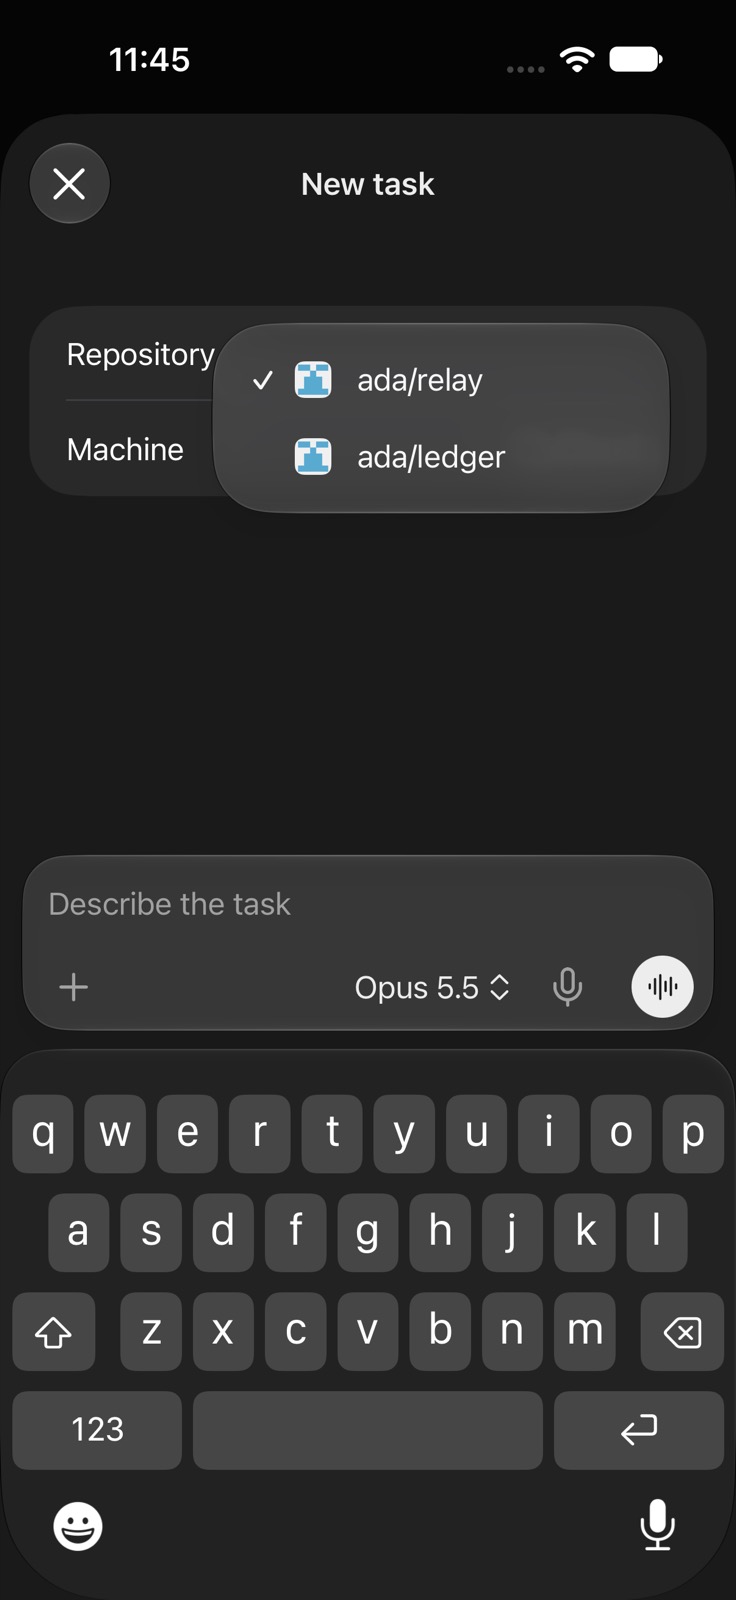 11:45
New task
Repository
ada/relay
Machine
ada/ledger
Describe the task
Opus 5.5
q w e r t y u i o p
a s d f g h j k l
z x c v b n m
123